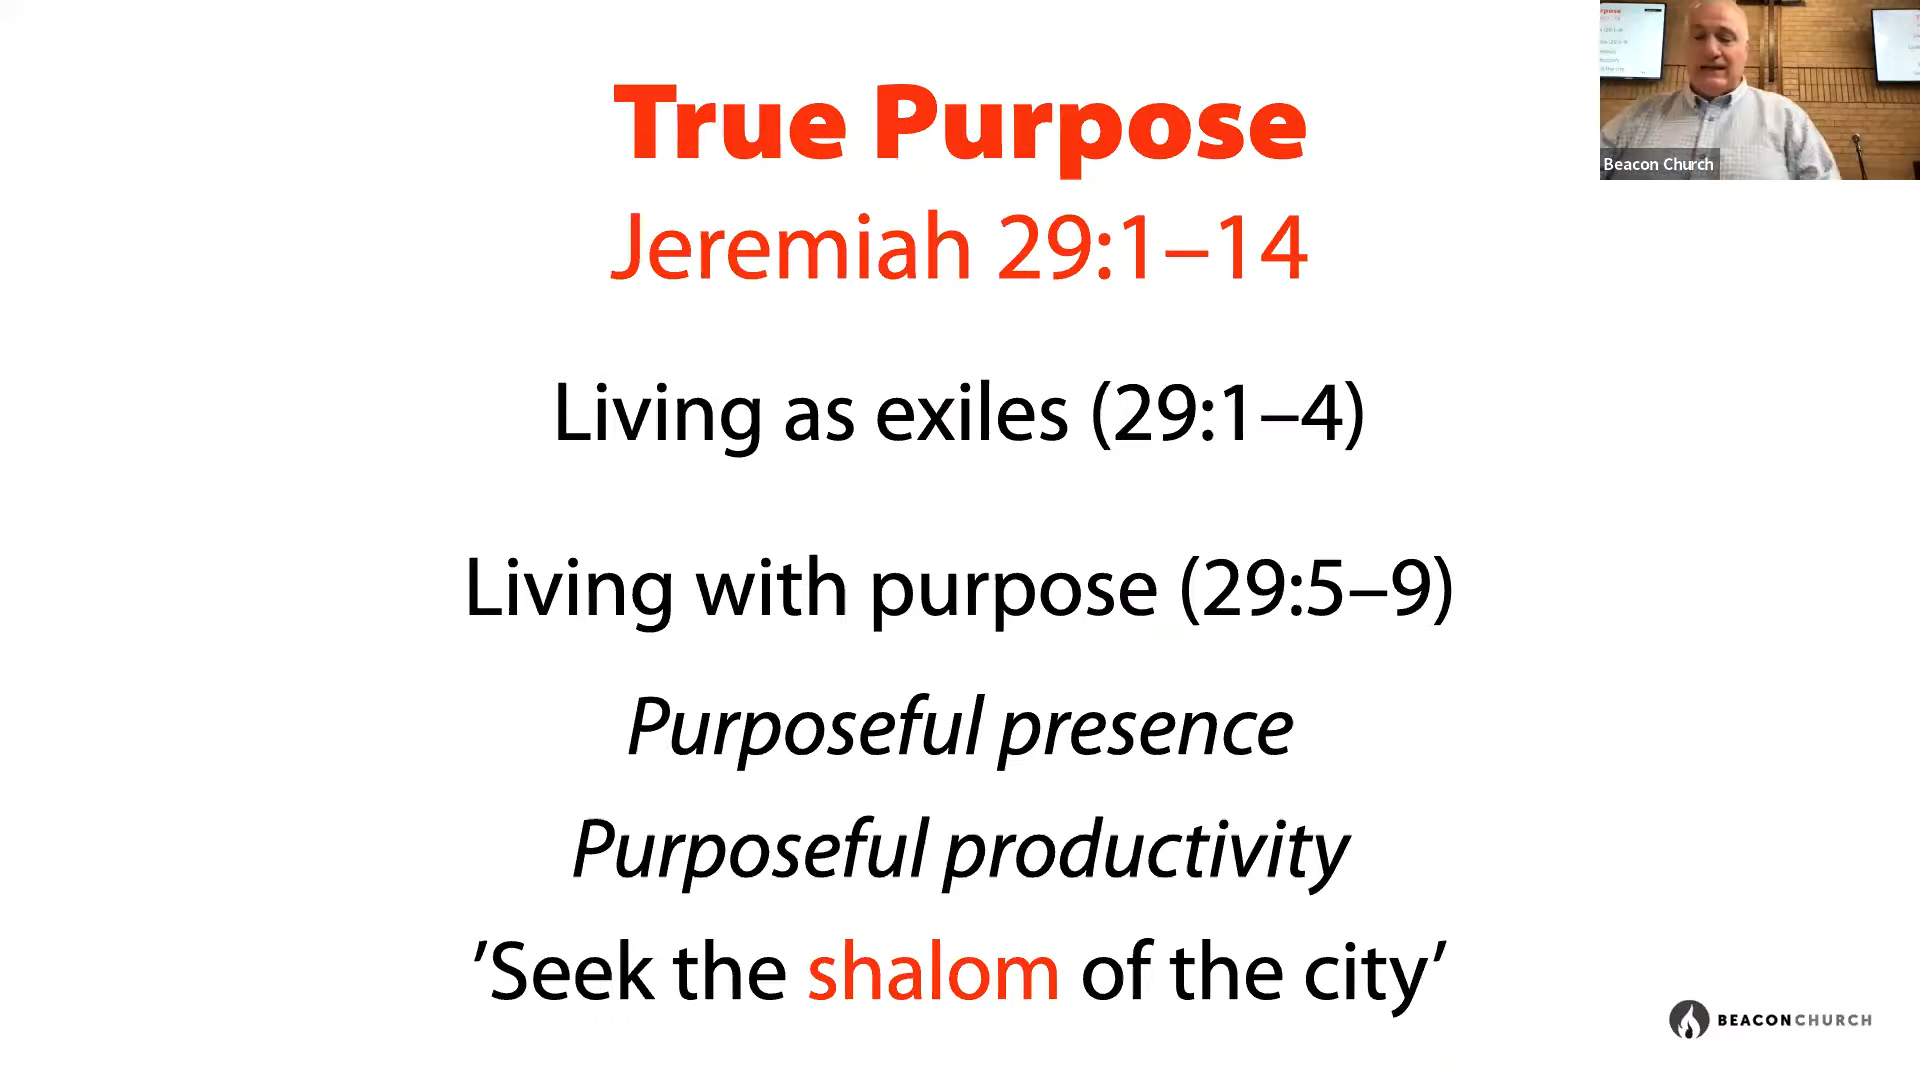 True Purpose
Jeremiah 29:1–14
Living as exiles (29:1–4)
Living with purpose (29:5–9)
Purposeful presence
Purposeful productivity
’Seek the shalom of the city’
Beacon Church
BEACONCHURCH